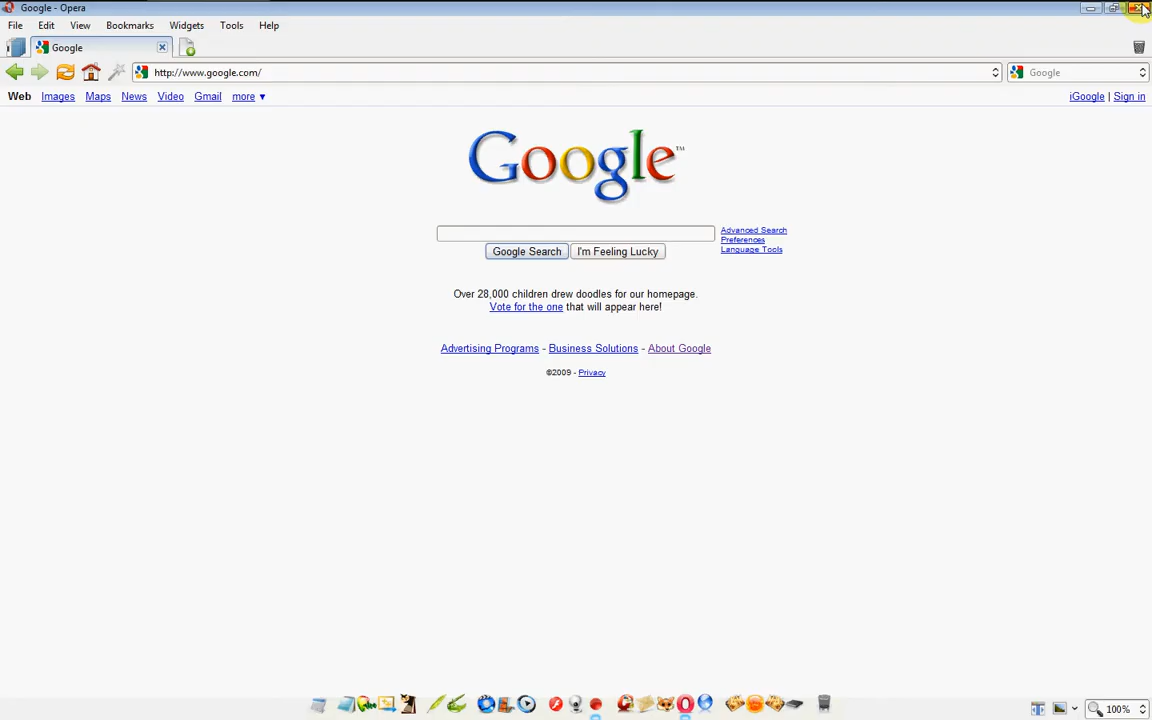 Google - Opera
File Edit View Bookmarks Widgets Tools Help
Google
http://www.google.com/ Google
Web Images Maps News Video Gmail more ▼ iGoogle | Sign in
Google™
Advanced Search
Preferences
Language Tools
Google Search I'm Feeling Lucky
Over 28,000 children drew doodles for our homepage.
Vote for the one that will appear here!
Advertising Programs - Business Solutions - About Google
©2009 - Privacy
100%